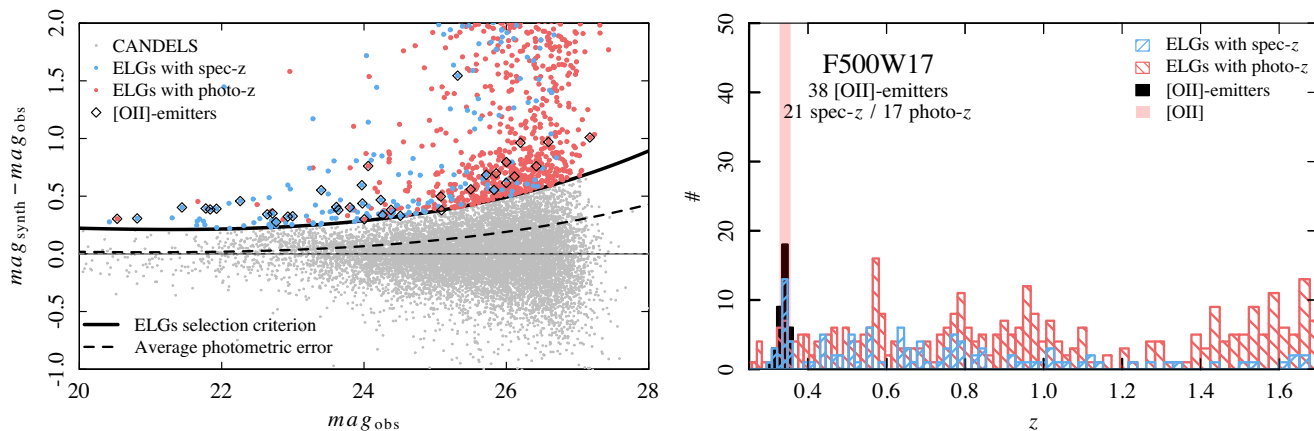 2.0
1.5
1.0
0.5
0.0
-0.5
-1.0
mag_synth − mag_obs
CANDELS
ELGs with spec-z
ELGs with photo-z
[OII]-emitters
ELGs selection criterion
Average photometric error
20 22 24 26 28
mag_obs
50
40
30
20
10
0
#
F500W17
38 [OII]-emitters
21 spec-z / 17 photo-z
ELGs with spec-z
ELGs with photo-z
[OII]-emitters
[OII]
0.4 0.6 0.8 1.0 1.2 1.4 1.6
z